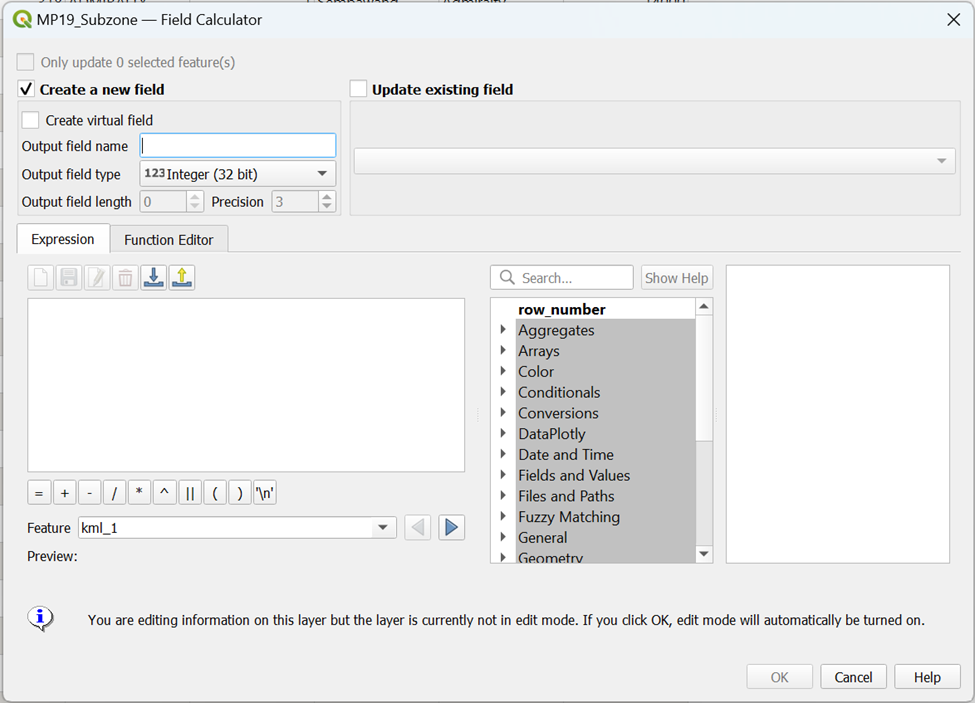 MP19_Subzone — Field Calculator
Only update 0 selected feature(s)
Create a new field
Update existing field
Create virtual field
Output field name
Output field type 123 Integer (32 bit)
Output field length 0 Precision 3
Expression Function Editor
Search... Show Help
row_number
Aggregates
Arrays
Color
Conditionals
Conversions
DataPlotly
Date and Time
Fields and Values
Files and Paths
Fuzzy Matching
General
Geometry
= + - / * ^ || ( ) '\n'
Feature kml_1
Preview:
You are editing information on this layer but the layer is currently not in edit mode. If you click OK, edit mode will automatically be turned on.
OK Cancel Help